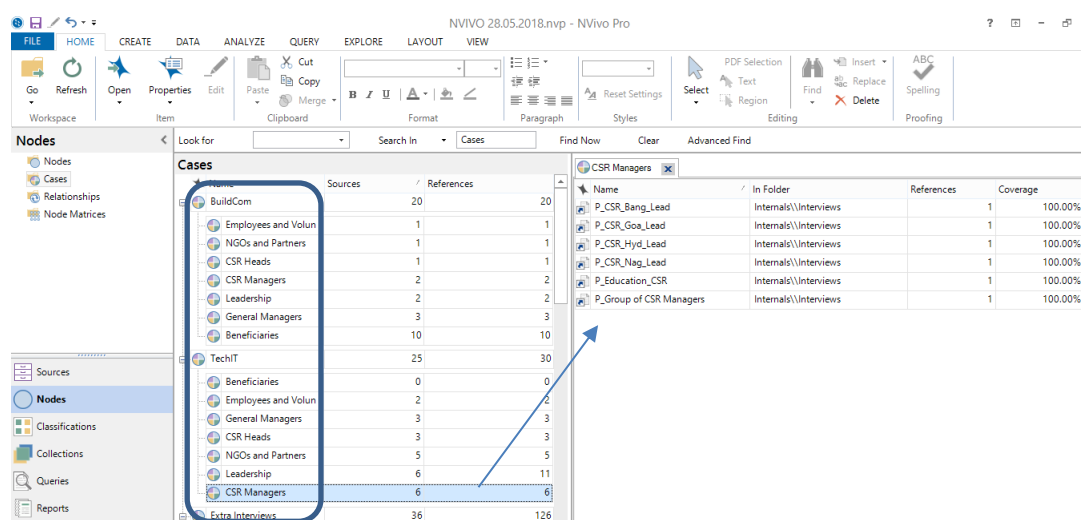 NVIVO 28.05.2018.nvp - NVivo Pro
FILE HOME CREATE DATA ANALYZE QUERY EXPLORE LAYOUT VIEW
Go Refresh Open Properties Edit Paste Cut Copy Merge
B I U A
Reset Settings
Select PDF Selection Text Region Find Insert Replace Delete
ABC Spelling
Workspace Item Clipboard Format Paragraph Styles Editing Proofing
Nodes
Look for Search In Cases Find Now Clear Advanced Find
Nodes
Cases
Relationships
Node Matrices
Sources
Nodes
Classifications
Collections
Queries
Reports
Cases
Name Sources References
BuildCom 20 20
Employees and Volun 1 1
NGOs and Partners 1 1
CSR Heads 1 1
CSR Managers 2 2
Leadership 2 2
General Managers 3 3
Beneficiaries 10 10
TechIT 25 30
Beneficiaries 0 0
Employees and Volun 2 2
General Managers 3 3
CSR Heads 3 3
NGOs and Partners 5 5
Leadership 6 11
CSR Managers 6 6
Extra Interviews 36 126
CSR Managers
Name In Folder References Coverage
P_CSR_Bang_Lead Internals\\Interviews 1 100.00%
P_CSR_Goa_Lead Internals\\Interviews 1 100.00%
P_CSR_Hyd_Lead Internals\\Interviews 1 100.00%
P_CSR_Nag_Lead Internals\\Interviews 1 100.00%
P_Education_CSR Internals\\Interviews 1 100.00%
P_Group of CSR Managers Internals\\Interviews 1 100.00%